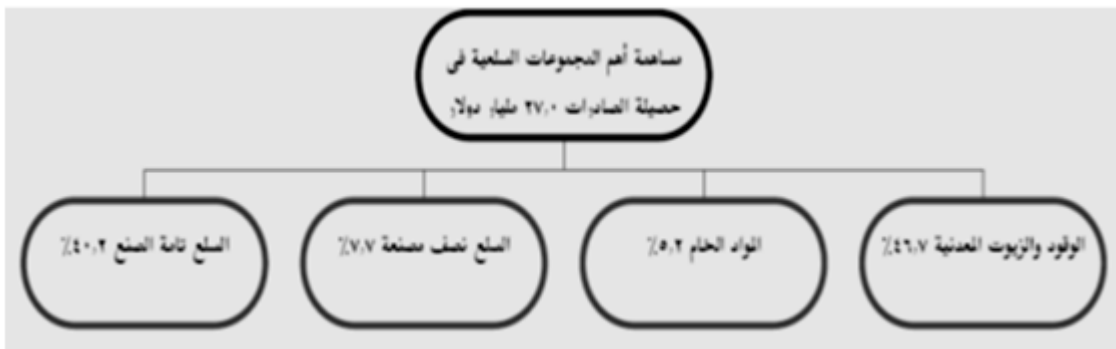 مساهمة أهم المجموعات السلعية فى
حصيلة الصادرات ٢٧,٠ مليار دولار
الوقود والزيوت المعدنية ٤٦,٧٪
المواد الخام ٥,٢٪
السلع نصف مصنعة ٧,٧٪
السلع تامة الصنع ٤٠,٢٪